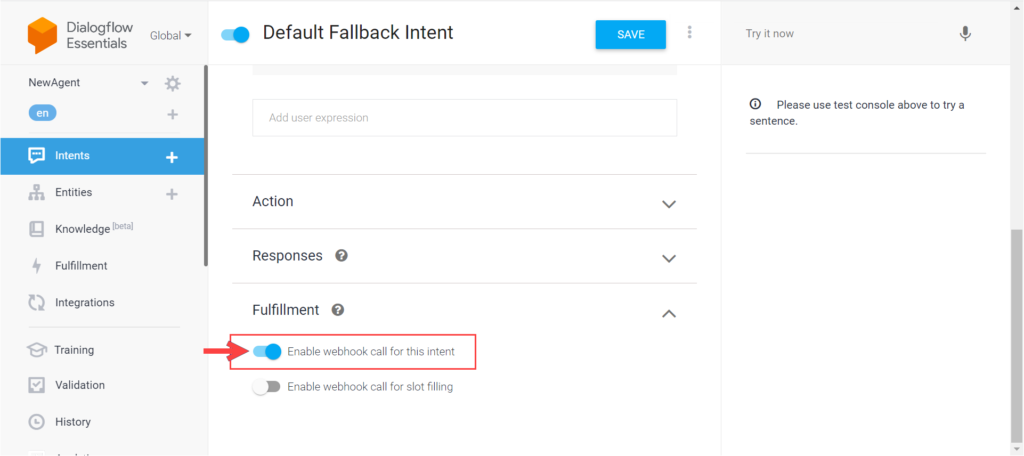 Dialogflow
Essentials
Global
Default Fallback Intent
SAVE
Try it now
NewAgent
en
Intents
Entities
Knowledge [beta]
Fulfillment
Integrations
Training
Validation
History
Add user expression
Action
Responses
Fulfillment
Enable webhook call for this intent
Enable webhook call for slot filling
Please use test console above to try a
sentence.